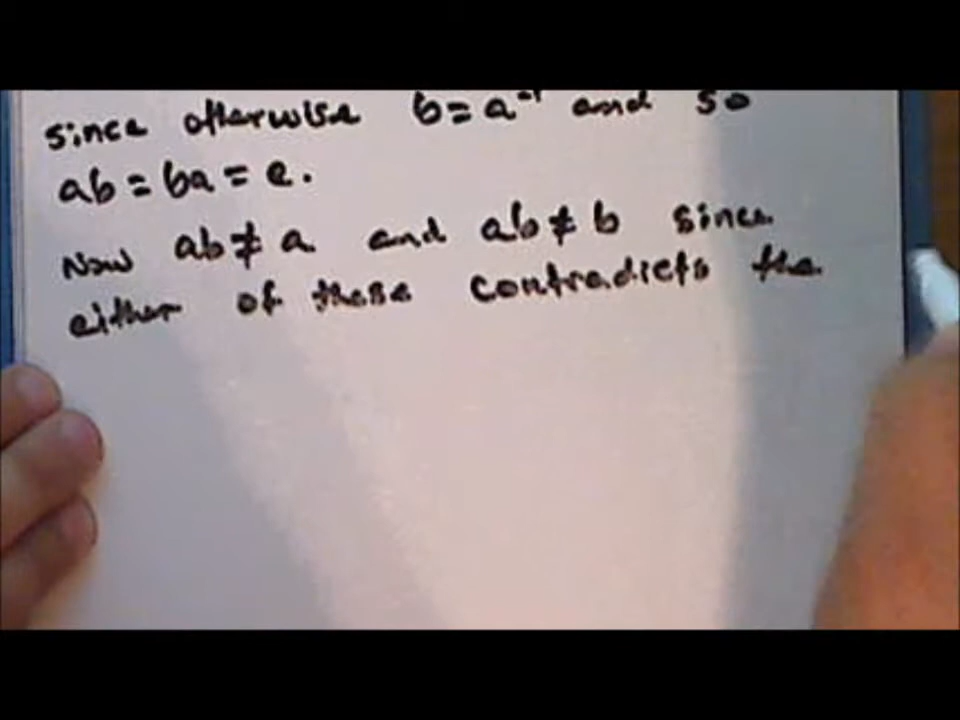 since otherwise b=a⁻¹ and so
ab = ba = e.
Now ab ≠ a and ab ≠ b since
either of these contradicts the